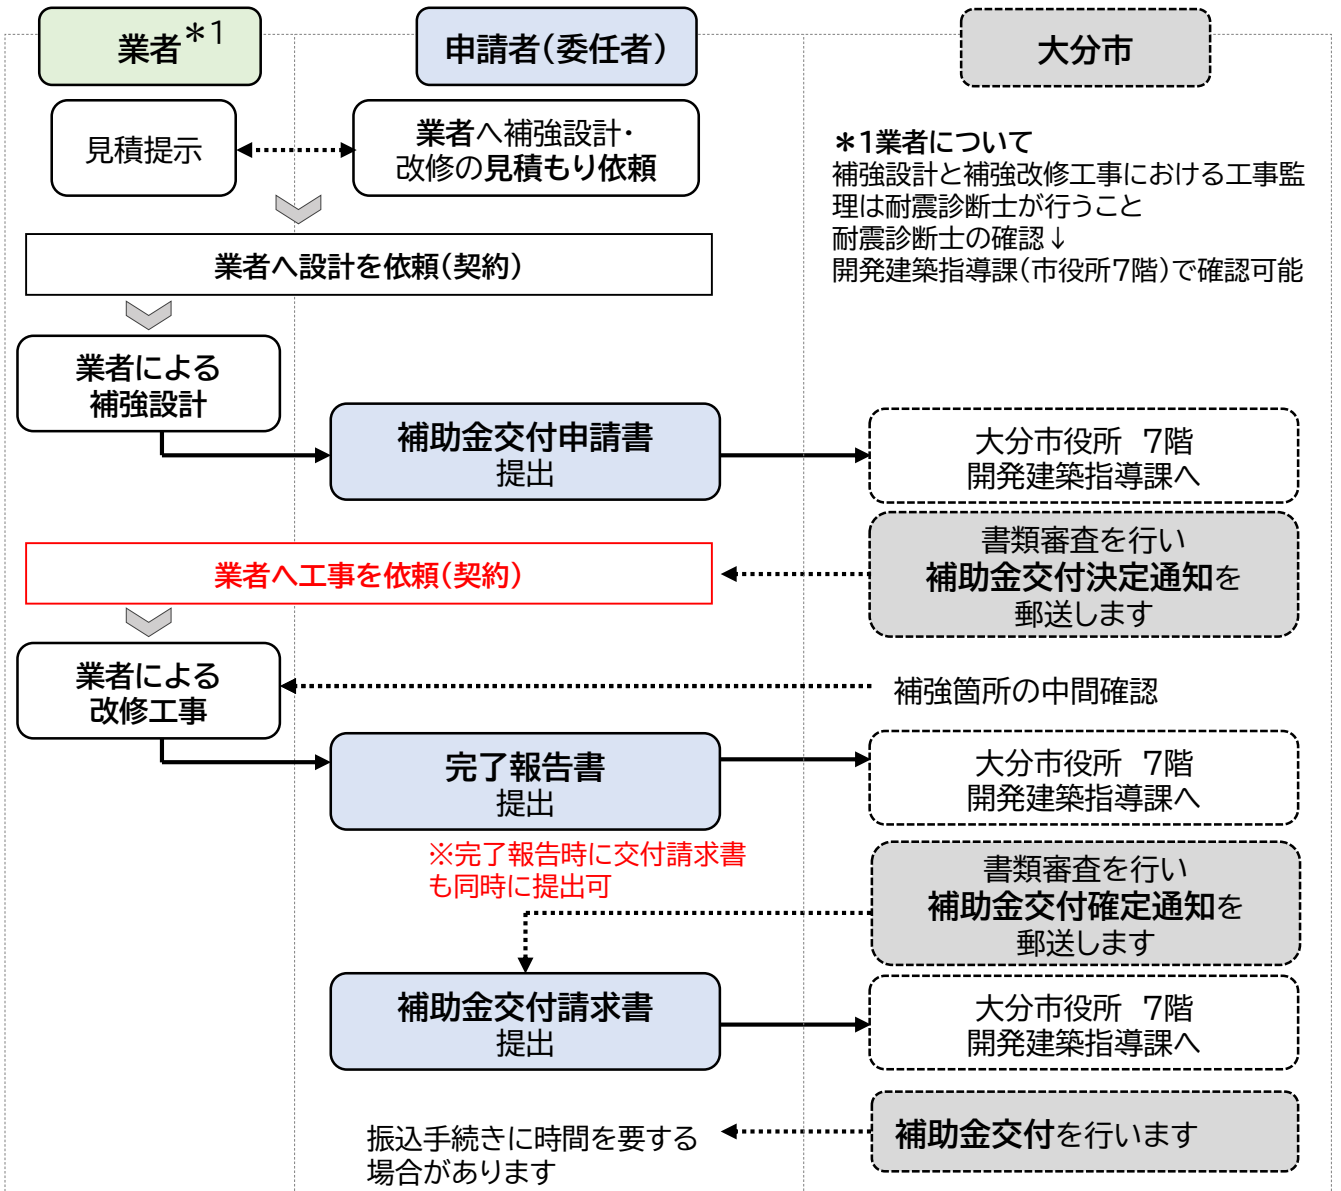 業者*1
申請者(委任者)
大分市
見積提示
業者へ補強設計・
改修の見積もり依頼
*1業者について
補強設計と補強改修工事における工事監
理は耐震診断士が行うこと
耐震診断士の確認↓
開発建築指導課(市役所7階)で確認可能
業者へ設計を依頼(契約)
業者による
補強設計
補助金交付申請書
提出
大分市役所 7階
開発建築指導課へ
業者へ工事を依頼(契約)
書類審査を行い
補助金交付決定通知を
郵送します
業者による
改修工事
補強箇所の中間確認
完了報告書
提出
大分市役所 7階
開発建築指導課へ
※完了報告時に交付請求書
も同時に提出可
書類審査を行い
補助金交付確定通知を
郵送します
補助金交付請求書
提出
大分市役所 7階
開発建築指導課へ
振込手続きに時間を要する
場合があります
補助金交付を行います